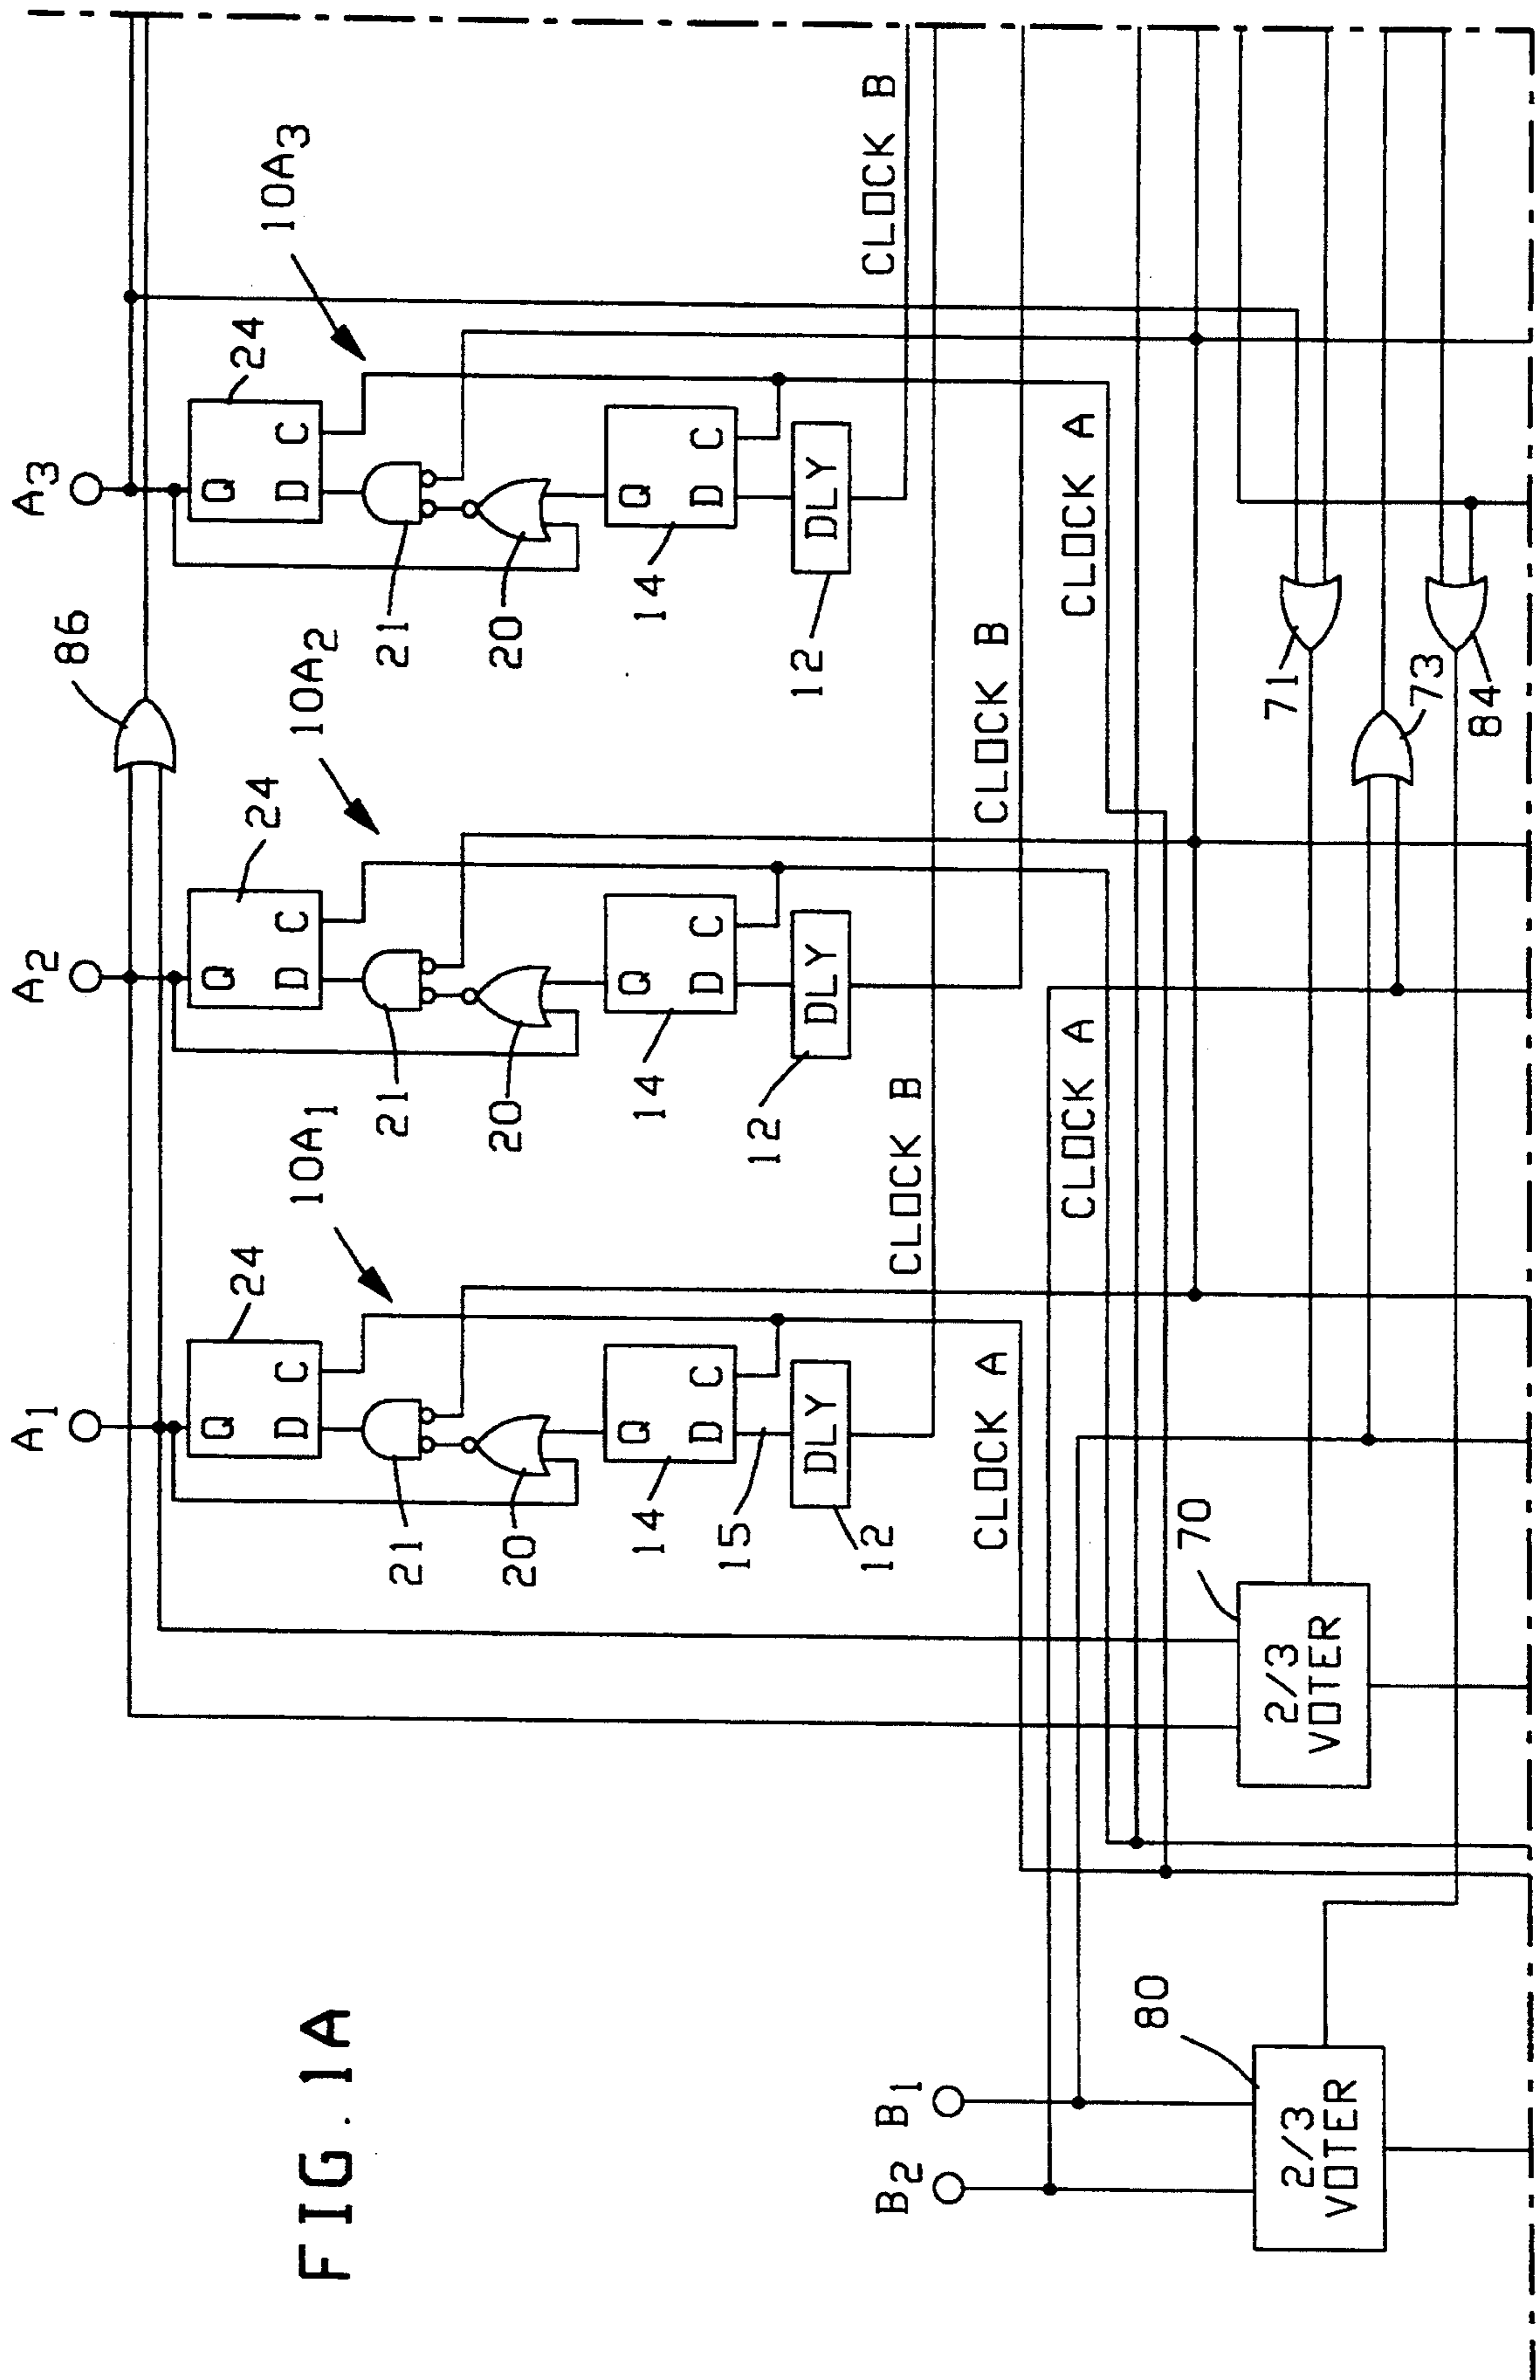 FIG. 1A
A1
A2
A3
86
24
24
24
Q
D
C
Q
D
C
Q
D
C
10A1
10A2
10A3
21
21
21
20
20
20
14
14
14
Q
D
C
Q
D
C
Q
D
C
15
12
12
12
DLY
DLY
DLY
CLOCK B
CLOCK B
CLOCK B
CLOCK A
CLOCK A
CLOCK A
B2
B1
80
2/3
VOTER
70
2/3
VOTER
71
73
84